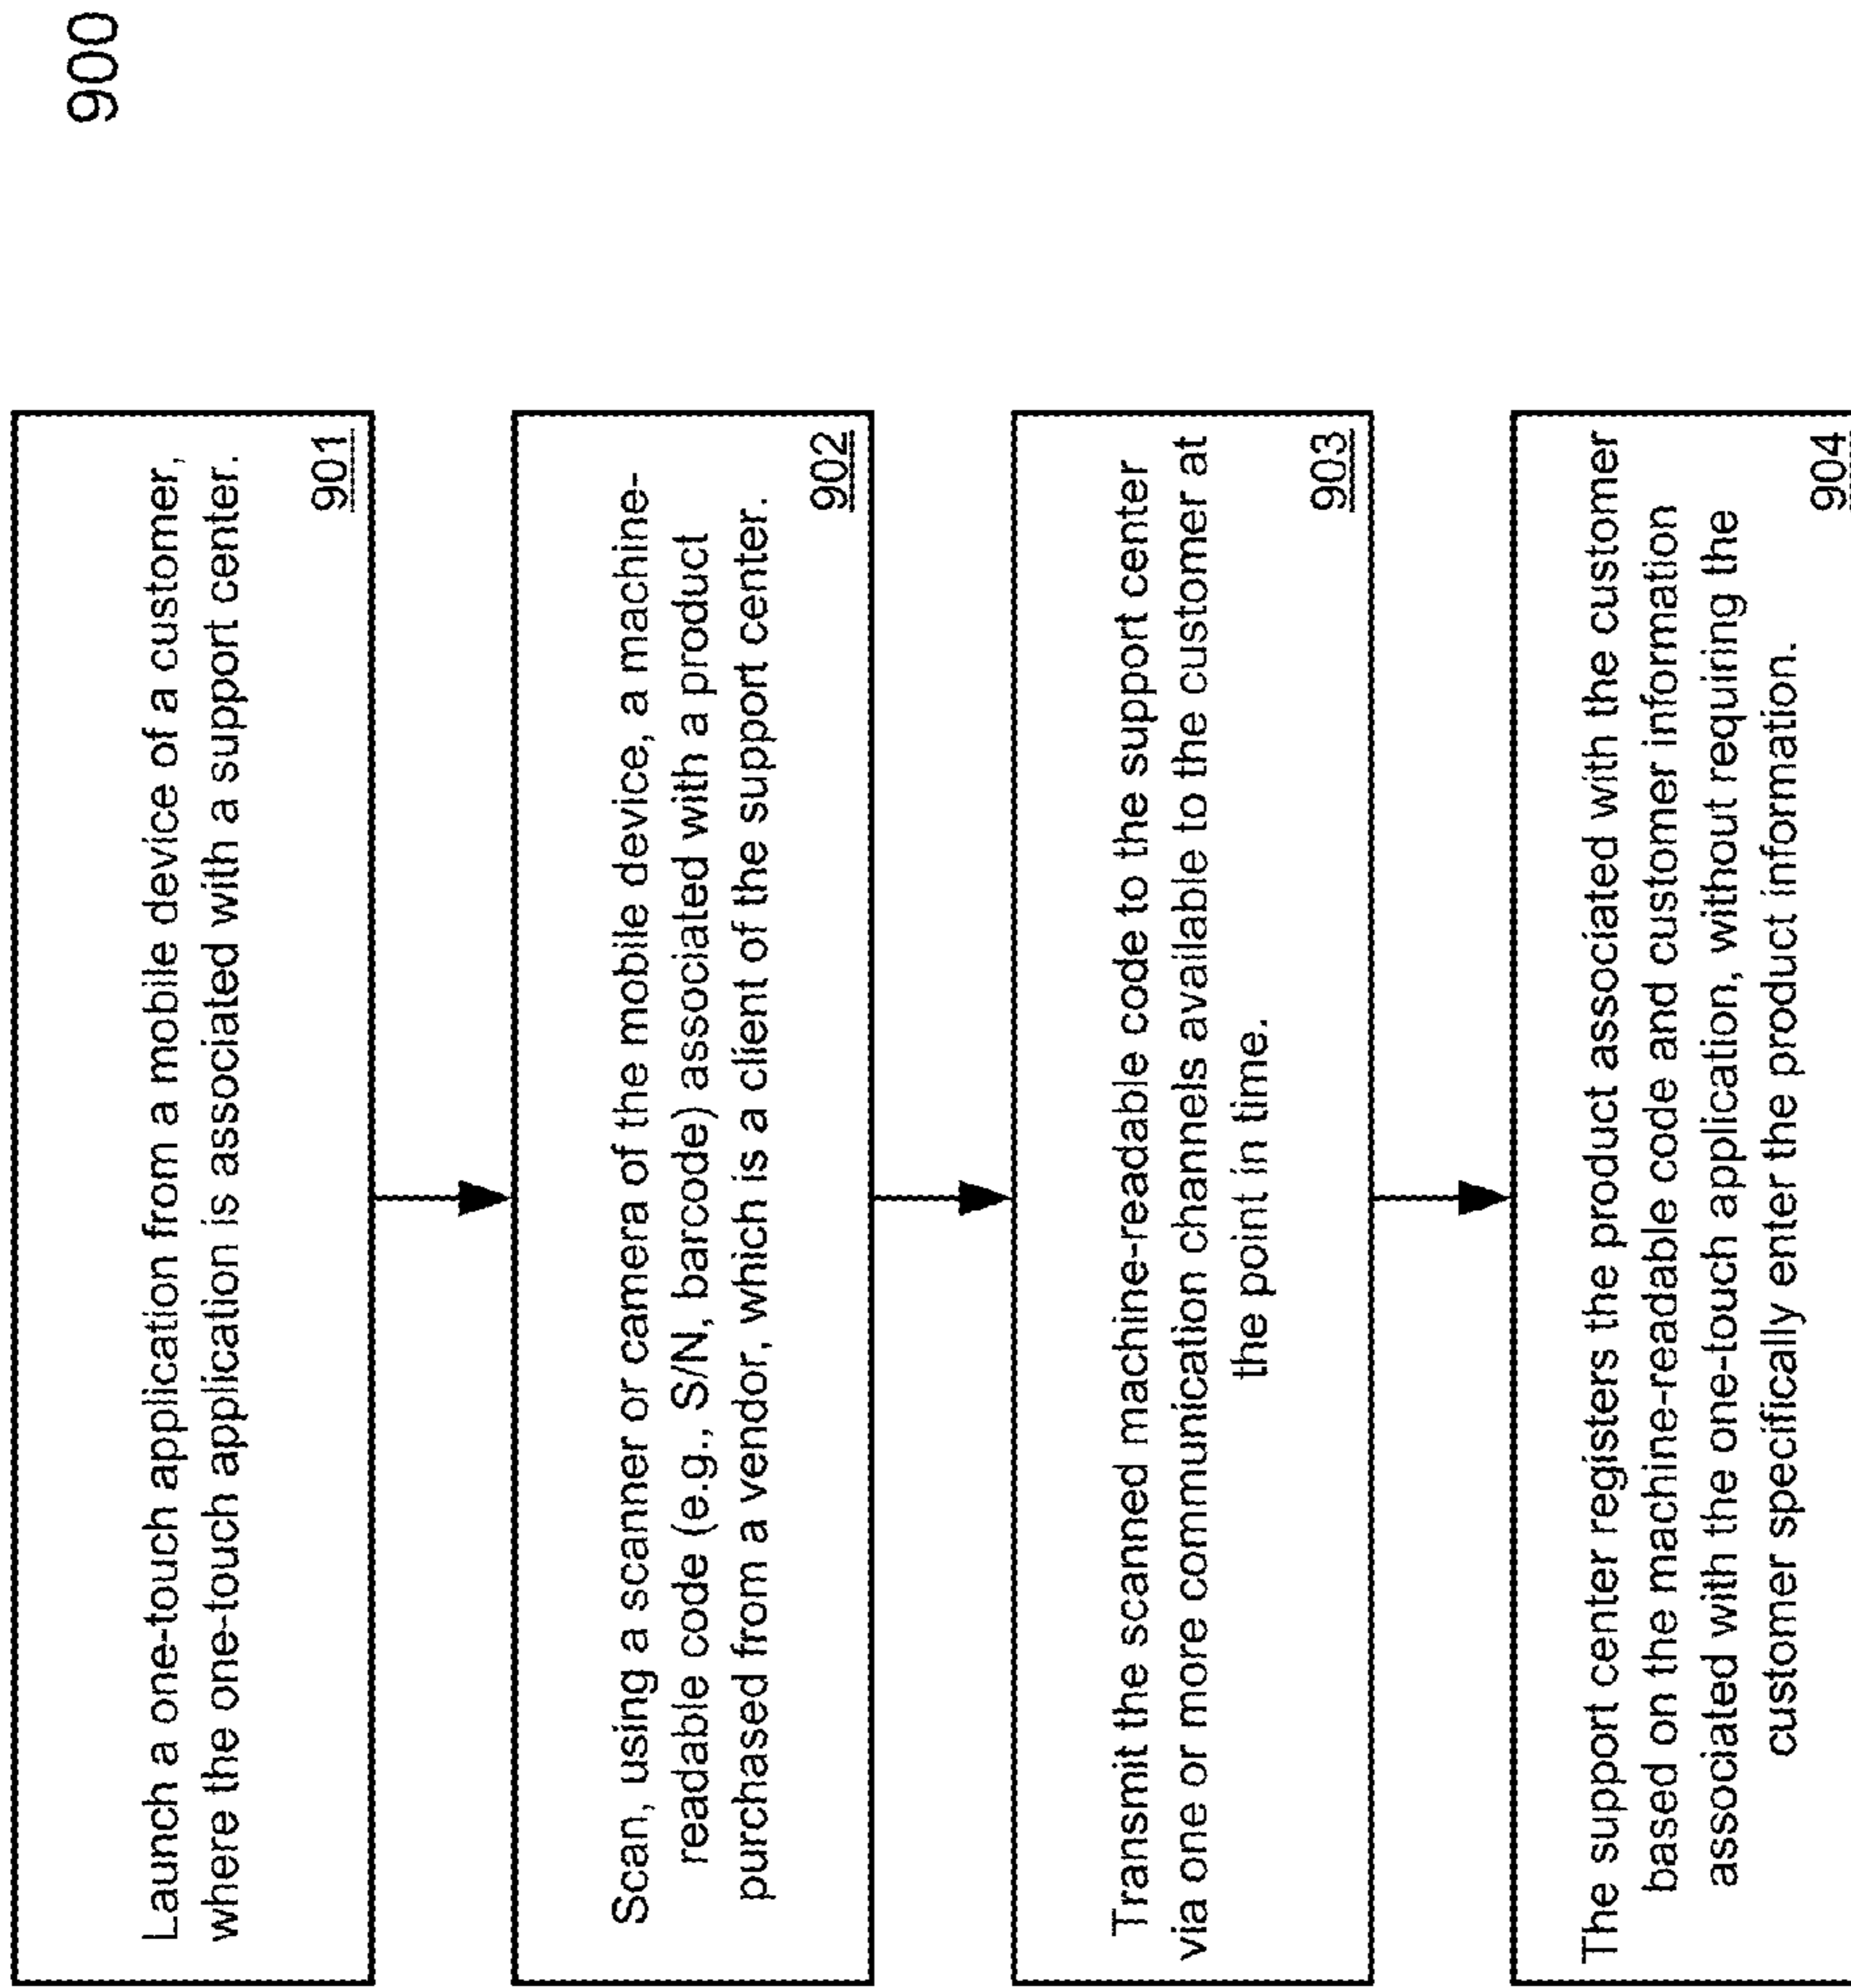 900
Launch a one-touch application from a mobile device of a customer,
where the one-touch application is associated with a support center.
901
Scan, using a scanner or camera of the mobile device, a machine-
readable code (e.g., S/N, barcode) associated with a product
purchased from a vendor, which is a client of the support center.
902
Transmit the scanned machine-readable code to the support center
via one or more communication channels available to the customer at
the point in time.
903
The support center registers the product associated with the customer
based on the machine-readable code and customer information
associated with the one-touch application, without requiring the
customer specifically enter the product information.
904